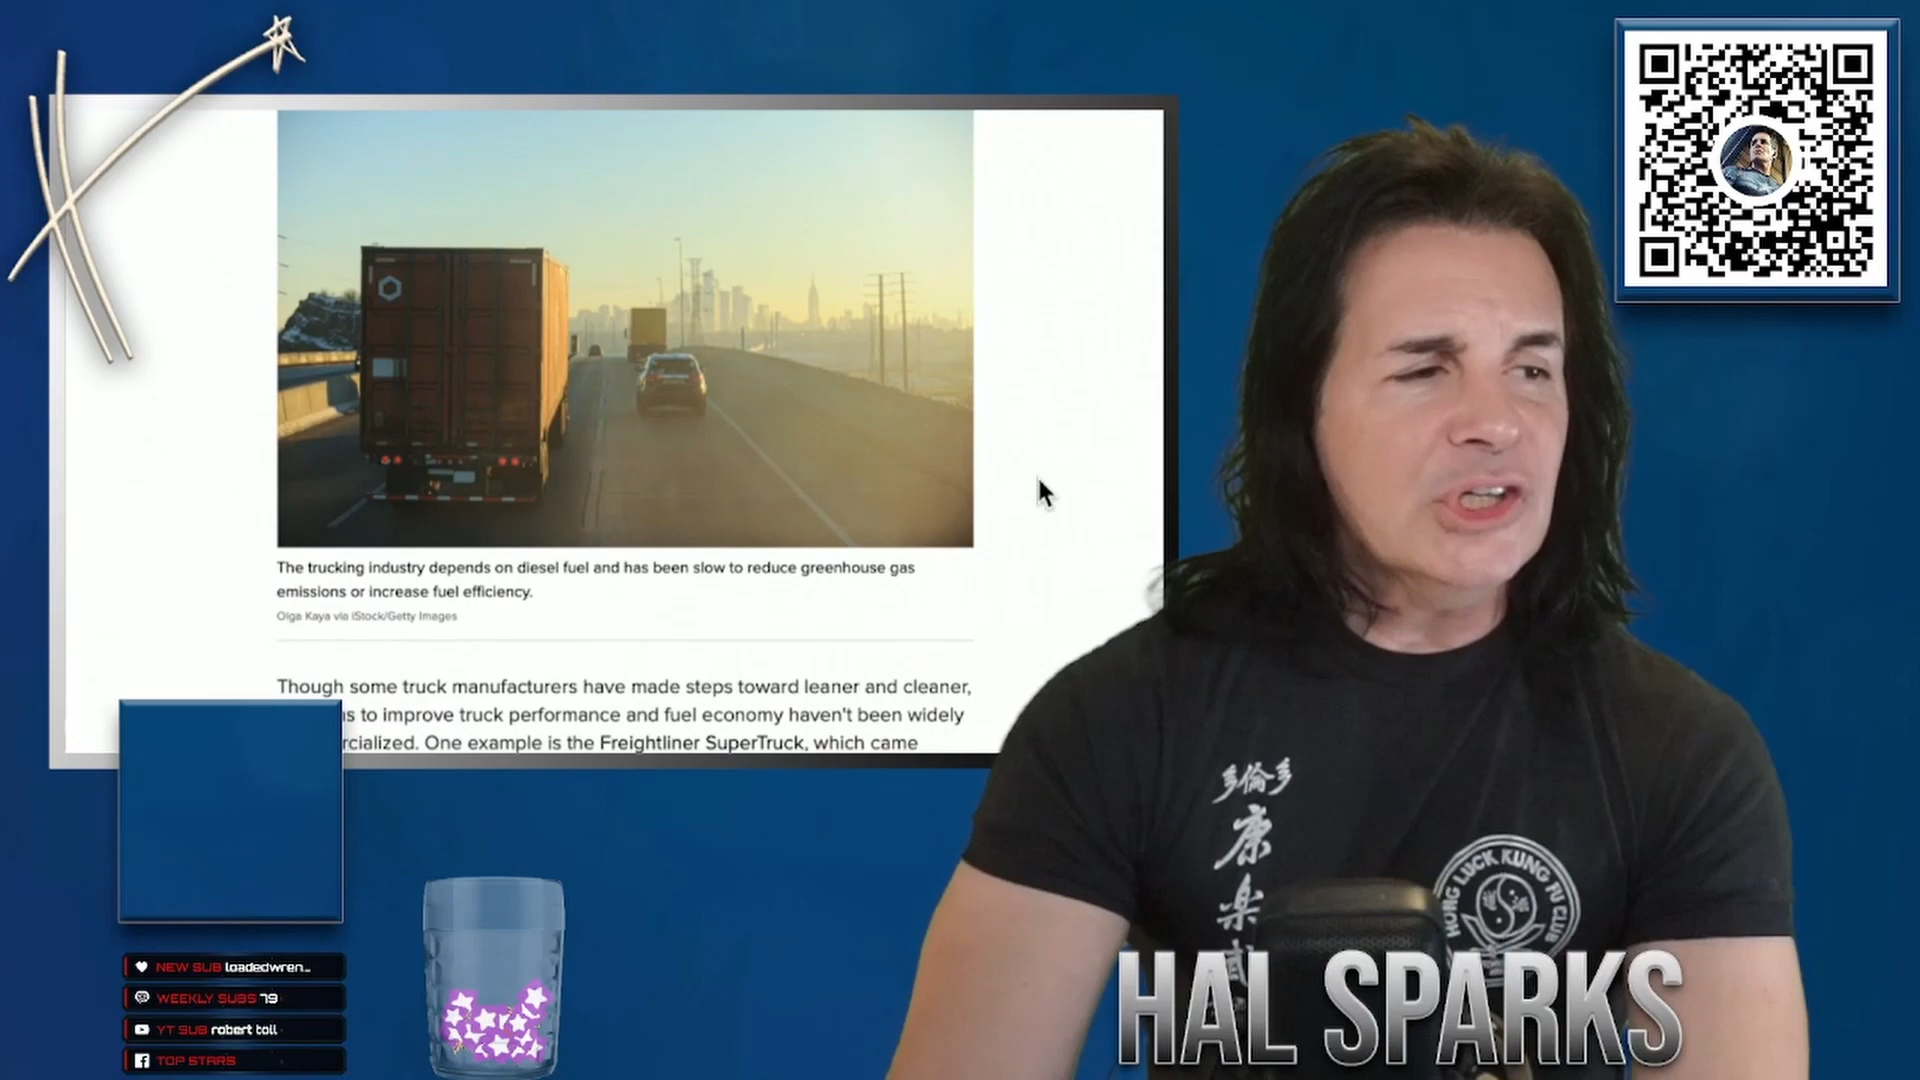 The trucking industry depends on diesel fuel and has been slow to reduce greenhouse gas
emissions or increase fuel efficiency.
Olga Kaya via iStock/Getty Images
Though some truck manufacturers have made steps toward leaner and cleaner,
to improve truck performance and fuel economy haven't been widely
rcialized. One example is the Freightliner SuperTruck, which came
NEW SUB loadedwren...
WEEKLY SUBS 79
YT SUB robert toll
TOP STARS
康
楽
HUNG LUCK KUNG FU CLUB
HAL SPARKS